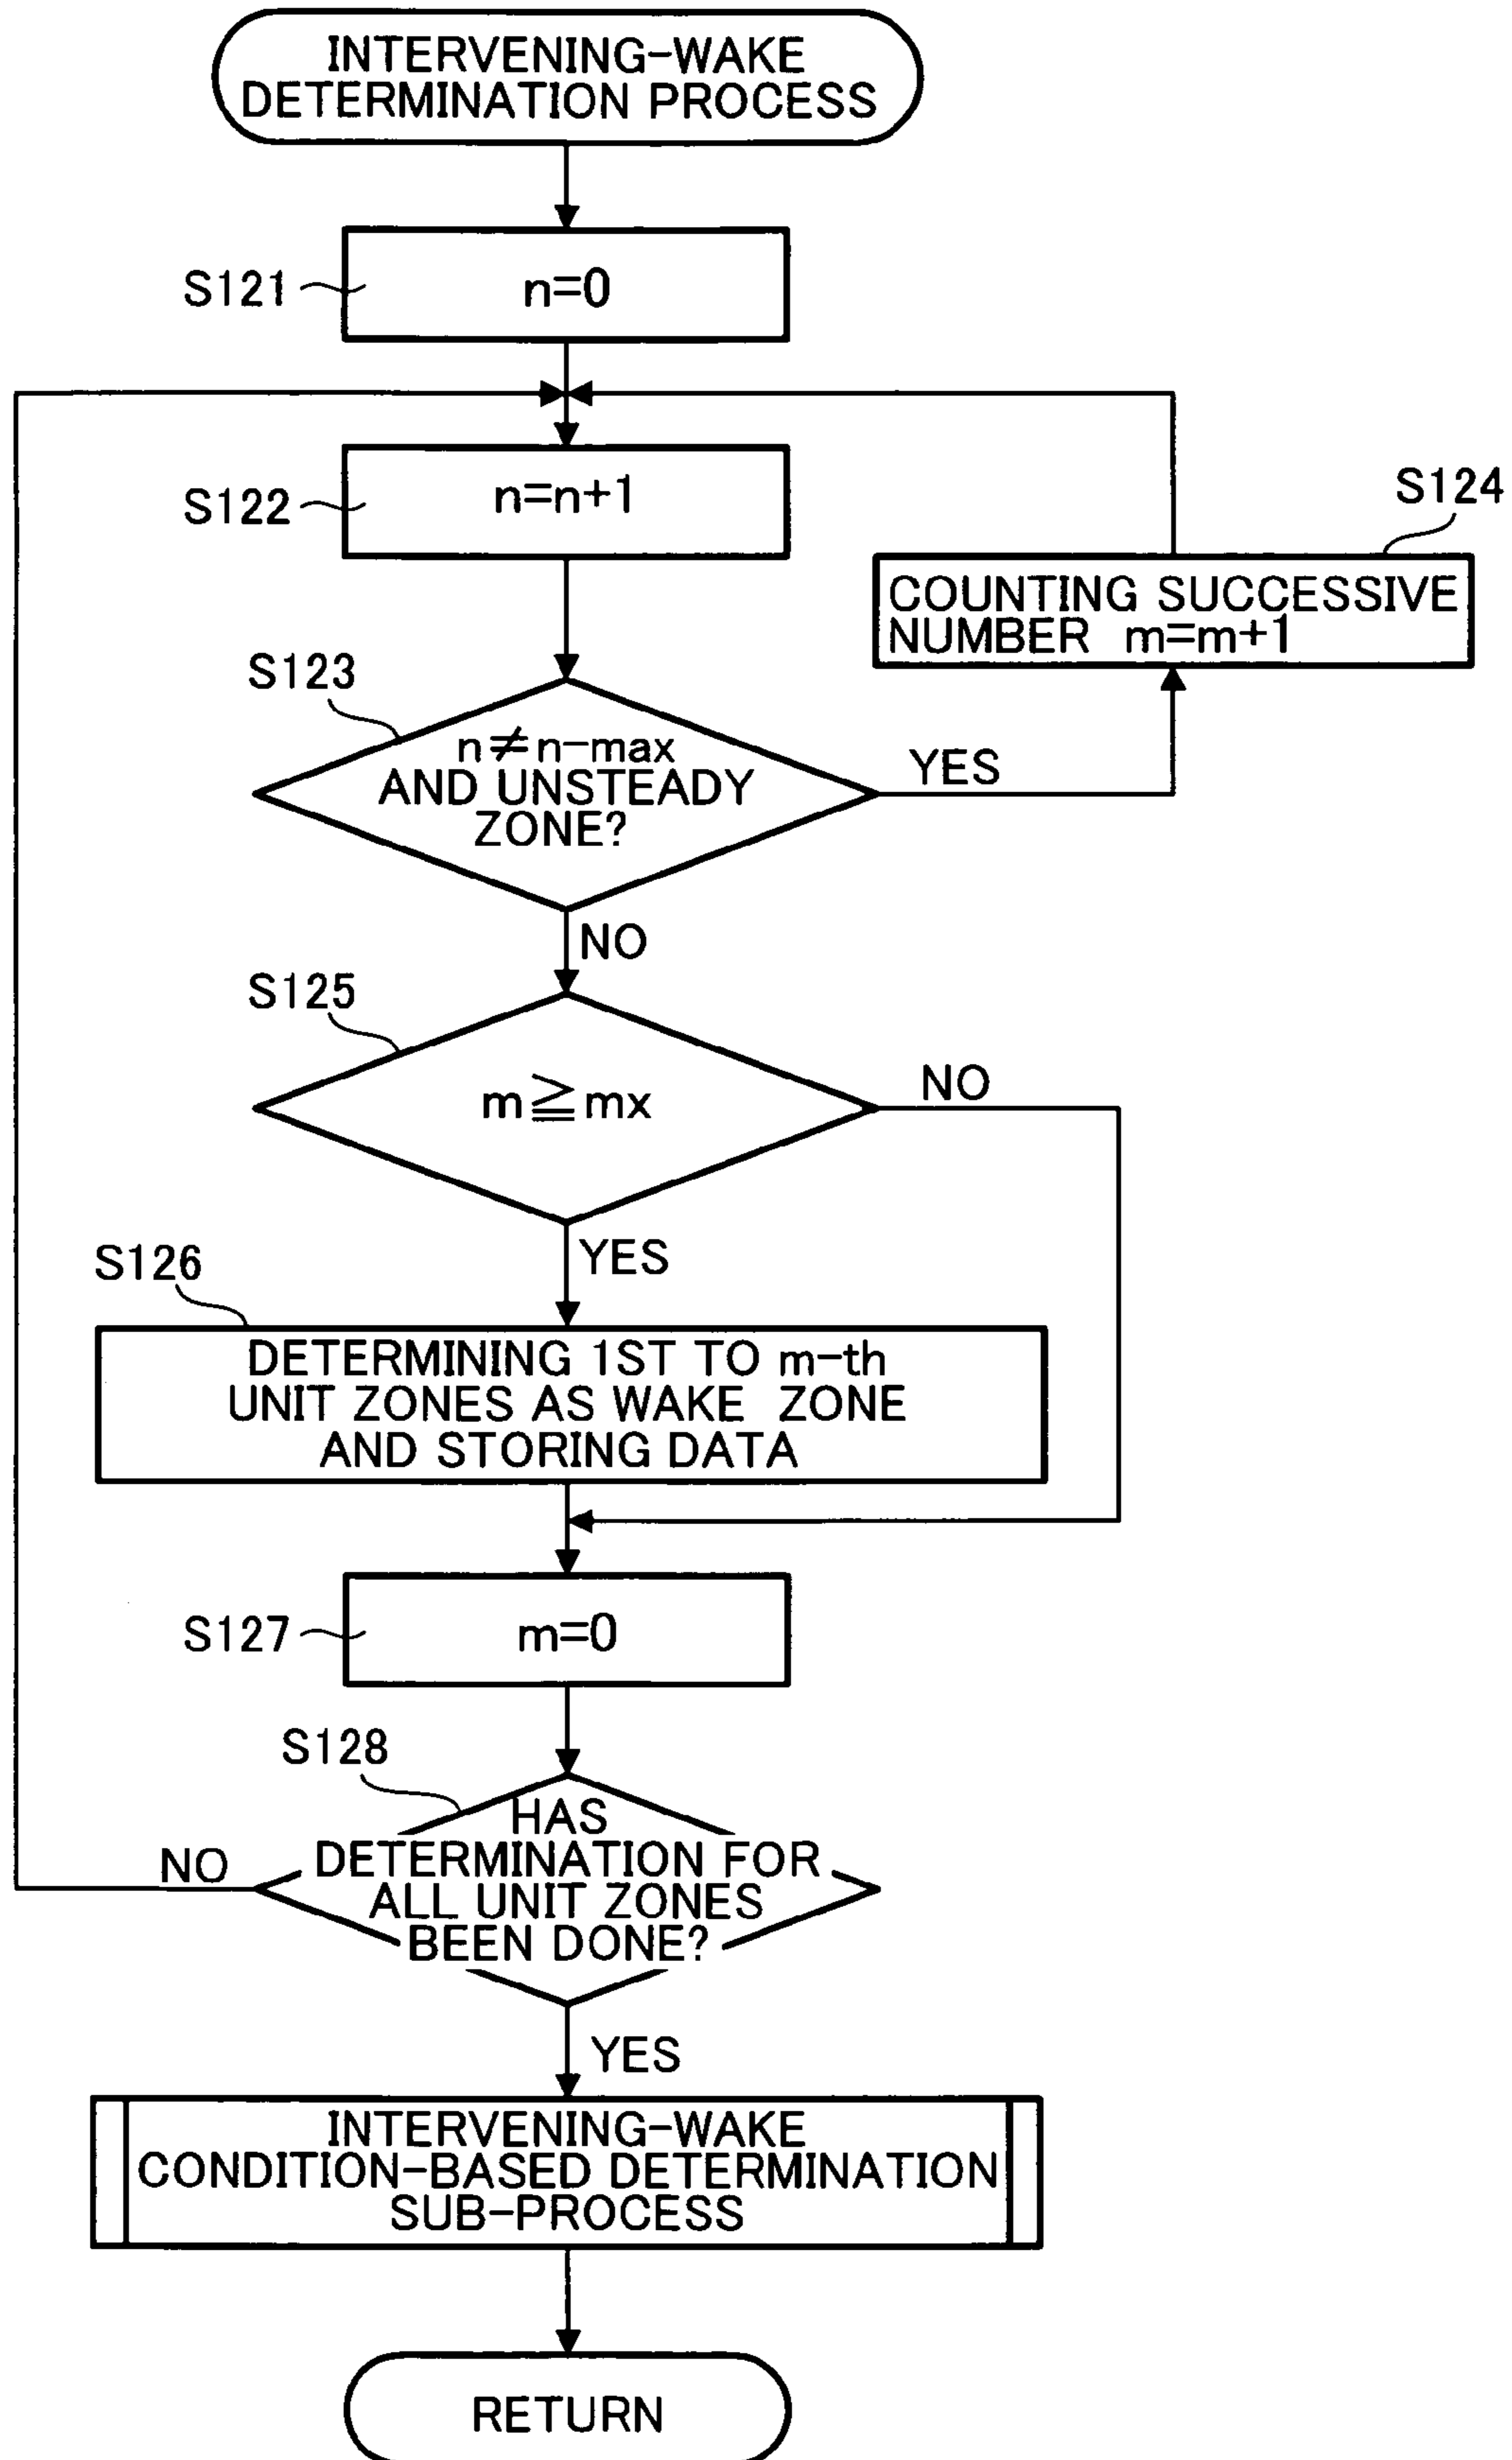 INTERVENING-WAKE
DETERMINATION PROCESS
S121
n=0
S122
n=n+1
S124
COUNTING SUCCESSIVE
NUMBER m=m+1
S123
n≠n-max
AND UNSTEADY
ZONE?
YES
NO
S125
m≧mx
NO
YES
S126
DETERMINING 1ST TO m-th
UNIT ZONES AS WAKE ZONE
AND STORING DATA
S127
m=0
S128
HAS
DETERMINATION FOR
ALL UNIT ZONES
BEEN DONE?
NO
YES
INTERVENING-WAKE
CONDITION-BASED DETERMINATION
SUB-PROCESS
RETURN